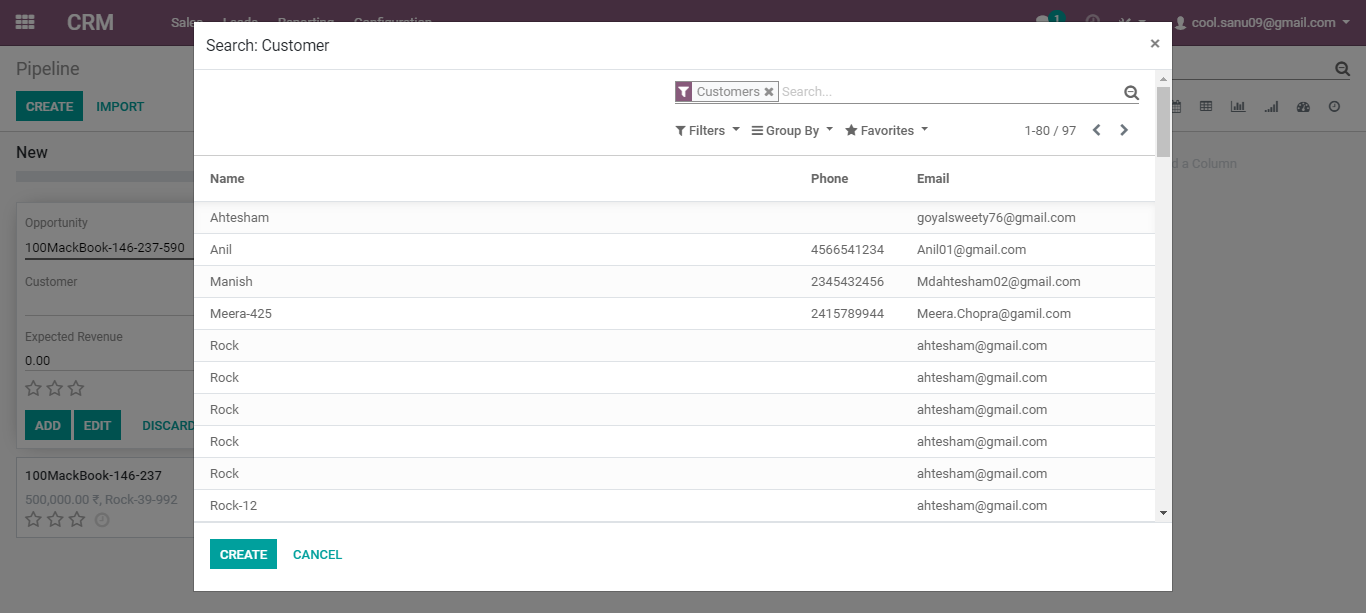 CRM Sales Leads Reporting Configuration 1 cool.sanu09@gmail.com
Pipeline
CREATE IMPORT
New
Opportunity
100MackBook-146-237-590
Customer
Expected Revenue
0.00
ADD EDIT DISCARD
100MackBook-146-237
500,000.00 ₹, Rock-39-992
d a Column
Search: Customer ×
Customers Search...
Filters Group By Favorites 1-80 / 97
Name Phone Email
Ahtesham goyalsweety76@gmail.com
Anil 4566541234 Anil01@gmail.com
Manish 2345432456 Mdahtesham02@gmail.com
Meera-425 2415789944 Meera.Chopra@gamil.com
Rock ahtesham@gmail.com
Rock ahtesham@gmail.com
Rock ahtesham@gmail.com
Rock ahtesham@gmail.com
Rock ahtesham@gmail.com
Rock-12 ahtesham@gmail.com
CREATE CANCEL